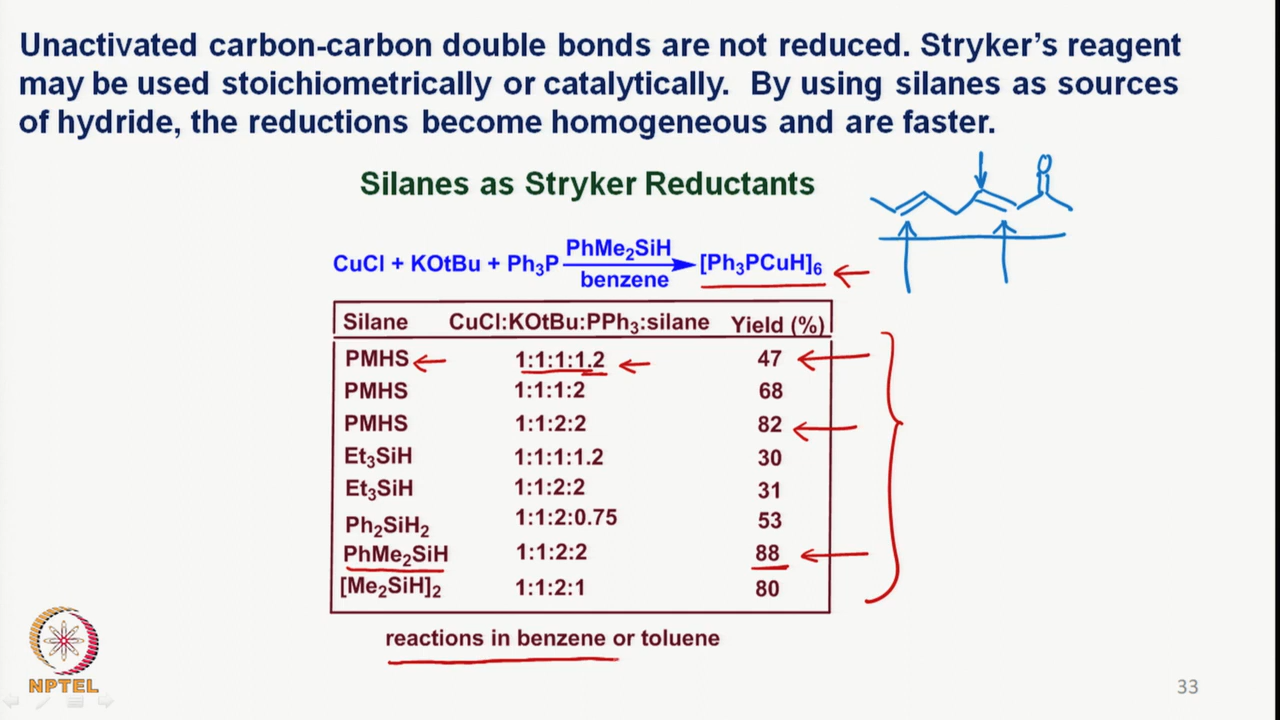 Unactivated carbon-carbon double bonds are not reduced. Stryker's reagent
may be used stoichiometrically or catalytically. By using silanes as sources
of hydride, the reductions become homogeneous and are faster.
Silanes as Stryker Reductants
O
CuCl + KOtBu + Ph₃P PhMe₂SiH [Ph₃PCuH]₆
benzene
Silane CuCl:KOtBu:PPh₃:silane Yield (%)
PMHS 1:1:1:1.2 47
PMHS 1:1:1:2 68
PMHS 1:1:2:2 82
Et₃SiH 1:1:1:1.2 30
Et₃SiH 1:1:2:2 31
Ph₂SiH₂ 1:1:2:0.75 53
PhMe₂SiH 1:1:2:2 88
[Me₂SiH]₂ 1:1:2:1 80
reactions in benzene or toluene
NPTEL
33